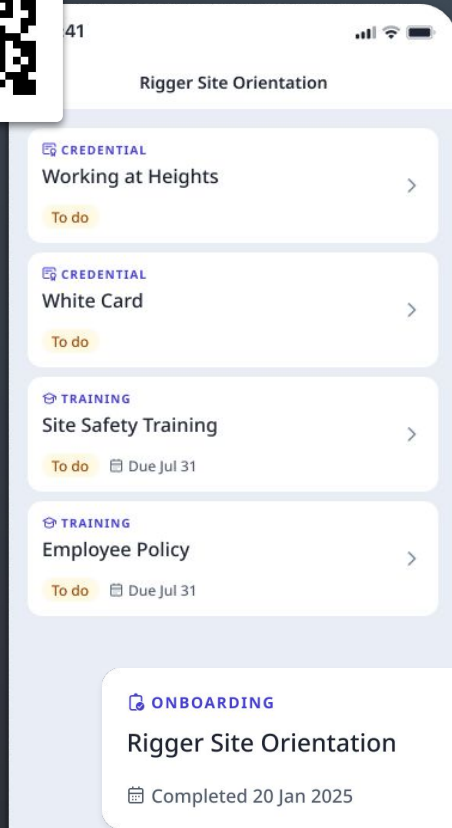 41
Rigger Site Orientation
CREDENTIAL
Working at Heights
To do
CREDENTIAL
White Card
To do
TRAINING
Site Safety Training
To do Due Jul 31
TRAINING
Employee Policy
To do Due Jul 31
ONBOARDING
Rigger Site Orientation
Completed 20 Jan 2025